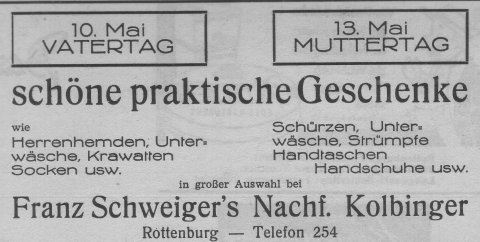 10. Mai
VATERTAG
13. Mai
MUTTERTAG
schöne praktische Geschenke
wie
Herrenhemden, Unter=
wäsche, Krawatten
Socken usw.
Schürzen, Unter=
wäsche, Strümpfe
Handtaschen
Handschuhe usw.
in großer Auswahl bei
Franz Schweiger's Nachf. Kolbinger
Rottenburg — Telefon 254